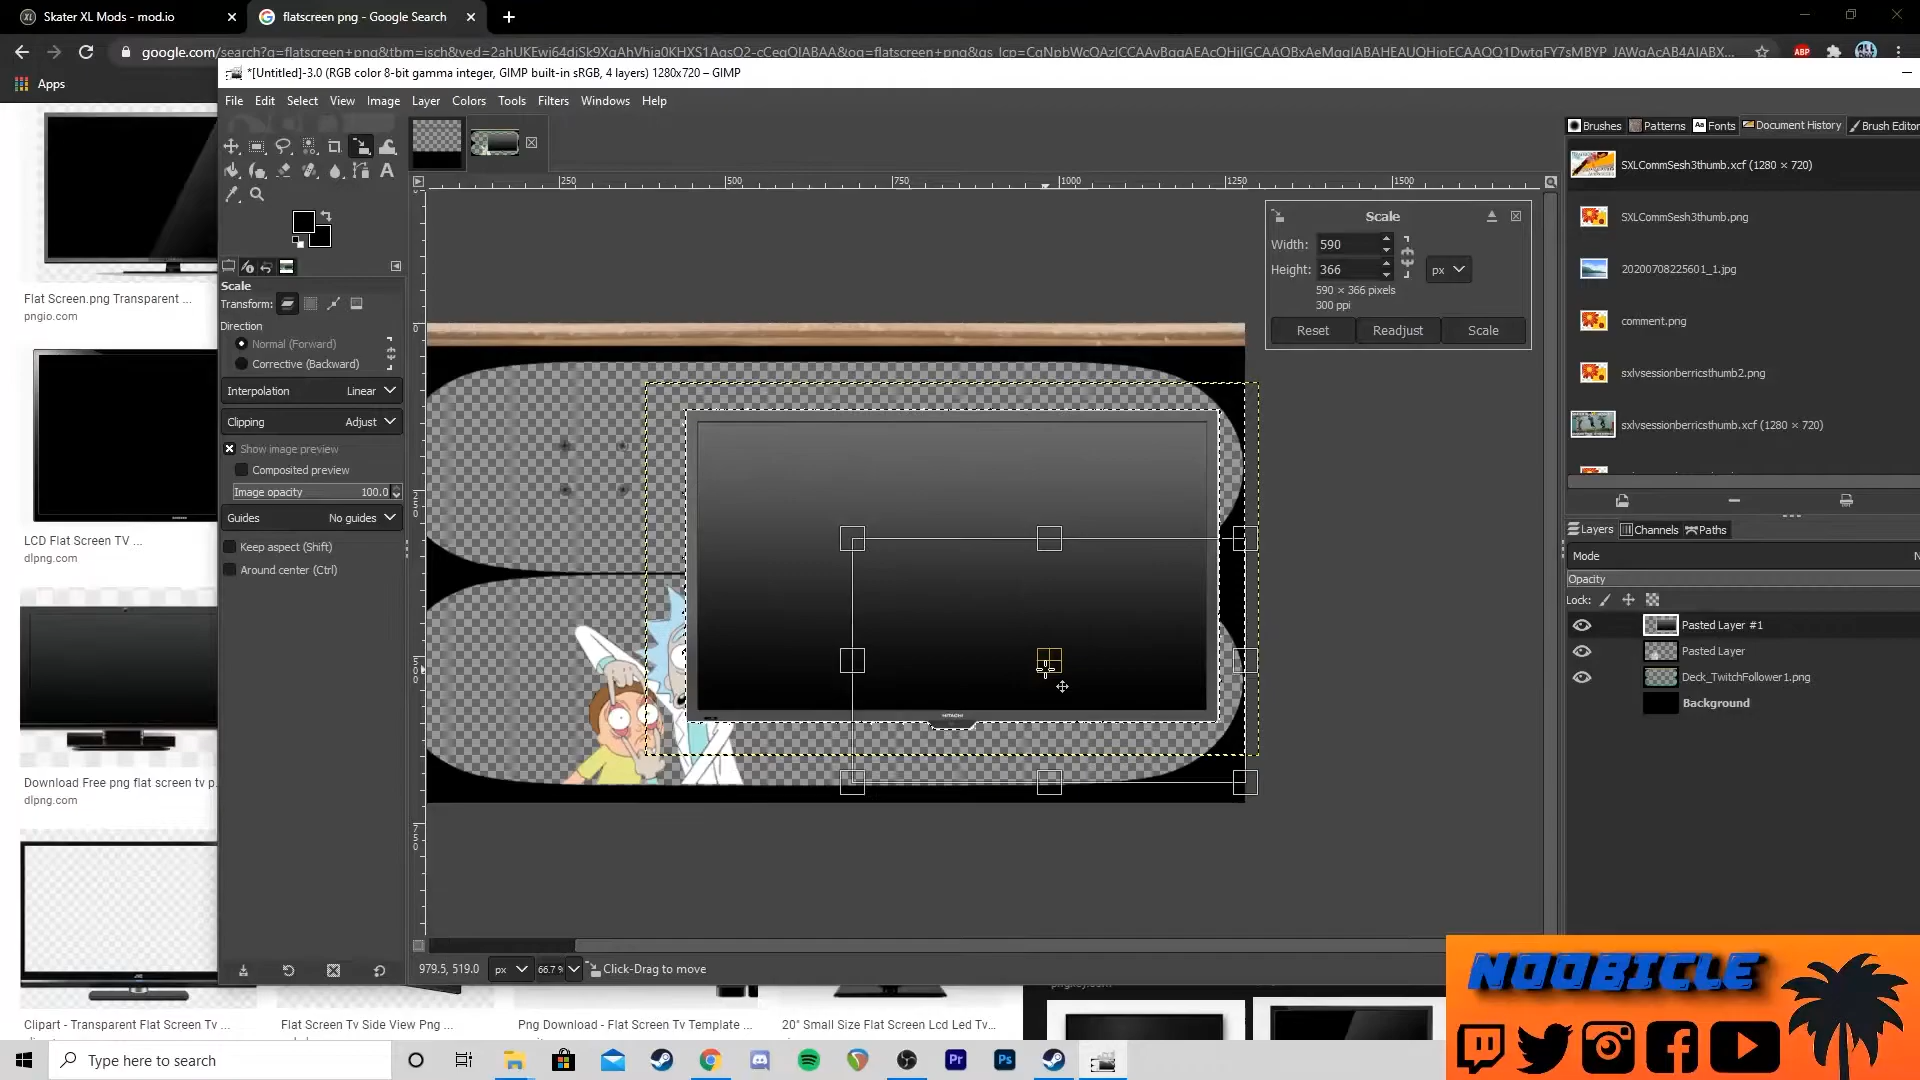 Skater XL Mods - mod.io
flatscreen png - Google Search
Apps
*[Untitled]-3.0 (RGB color 8-bit gamma integer, GIMP built-in sRGB, 4 layers) 1280x720 – GIMP
File Edit Select View Image Layer Colors Tools Filters Windows Help
Brushes Patterns Fonts Document History Brush Editor
SXLCommSesh3thumb.xcf (1280 × 720)
SXLCommSesh3thumb.png
20200708225601_1.jpg
comment.png
sxlvsessionberricsthumb2.png
sxlvsessionberricsthumb.xcf (1280 × 720)
Scale
Width: 590
Height: 366
px
590 × 366 pixels
300 ppi
Reset Readjust Scale
Scale
Transform:
Direction
Normal (Forward)
Corrective (Backward)
Interpolation Linear
Clipping Adjust
Show image preview
Composited preview
Image opacity 100.0
Guides No guides
Keep aspect (Shift)
Around center (Ctrl)
250 500 750 1000 1250 1500
HITACHI
Layers Channels Paths
Mode N
Opacity
Lock:
Pasted Layer #1
Pasted Layer
Deck_TwitchFollower1.png
Background
979.5, 519.0 px 66.7 % Click-Drag to move
Flat Screen.png Transparent ...
pngio.com
LCD Flat Screen TV ...
dlpng.com
Download Free png flat screen tv p
dlpng.com
Clipart - Transparent Flat Screen Tv ...
Flat Screen Tv Side View Png ...
Png Download - Flat Screen Tv Template ...
20" Small Size Flat Screen Lcd Led Tv...
NOOBICLE
Type here to search